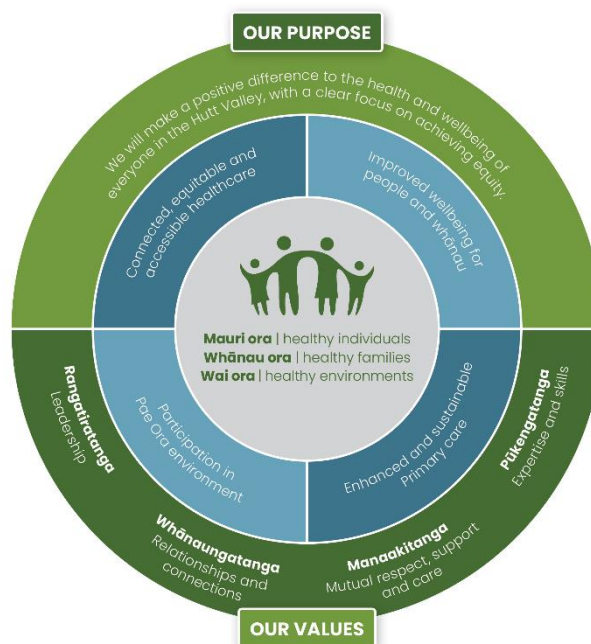 OUR PURPOSE
We will make a positive difference to the health and wellbeing of
everyone in the Hutt Valley, with a clear focus on achieving equity.
Connected, equitable and
accessible healthcare
Improved wellbeing for
people and whānau
Mauri ora | healthy individuals
Whānau ora | healthy families
Wai ora | healthy environments
Participation in
Pae Ora environment
Enhanced and sustainable
Primary care
Rangatiratanga
Leadership
Whānaungatanga
Relationships and
connections
Manaakitanga
Mutual respect, support
and care
Pūkengatanga
Expertise and skills
OUR VALUES